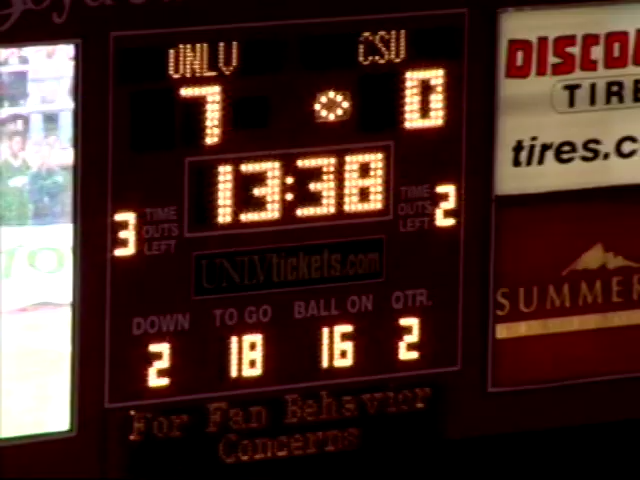 UNLV CSU
7 0
13:38
3 TIME OUTS LEFT
TIME OUTS LEFT 2
UNLVtickets.com
DOWN TO GO BALL ON QTR.
2 18 16 2
For Fan Behavior
Concerns
TIRE
tires.c
SUMMER